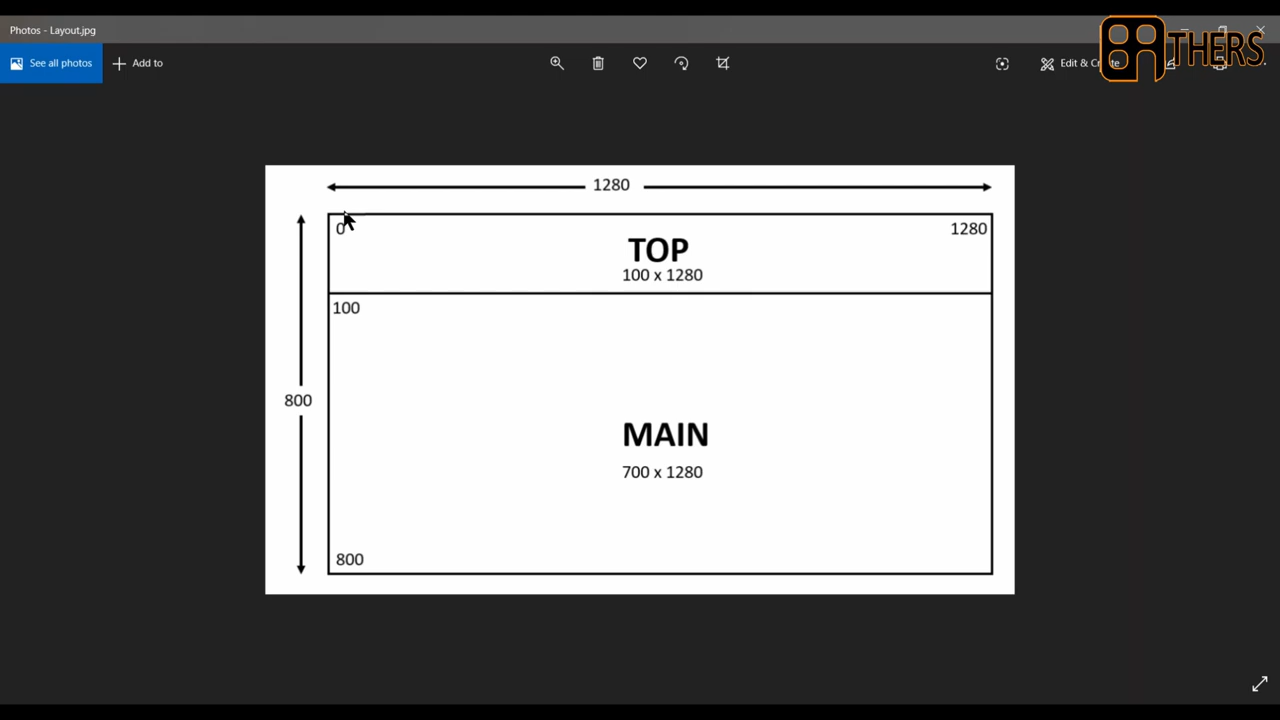 Photos - Layout.jpg
See all photos
Add to
Edit & Create
THERS
1280
0
1280
TOP
100 x 1280
100
800
MAIN
700 x 1280
800